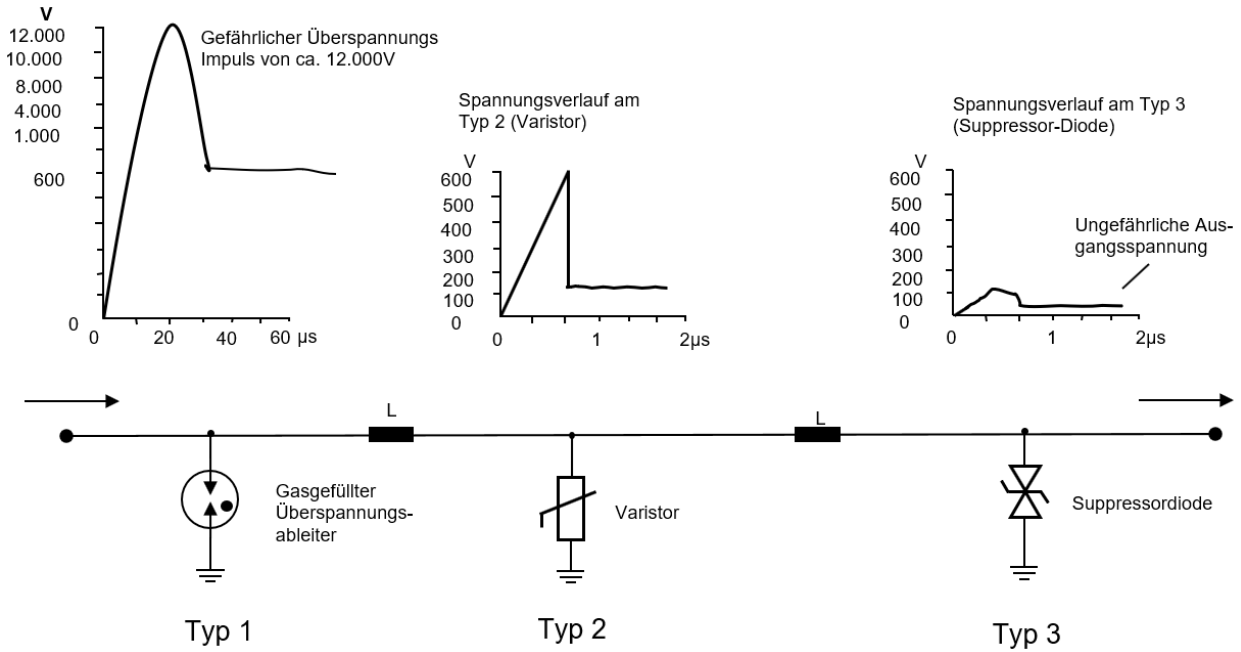 V
12.000
10.000
8.000
4.000
1.000
600
0
0 20 40 60 µs
Gefährlicher Überspannungs
Impuls von ca. 12.000V
Spannungsverlauf am
Typ 2 (Varistor)
V
600
500
400
300
200
100
0
0 1 2µs
Spannungsverlauf am Typ 3
(Suppressor-Diode)
V
600
500
400
300
200
100
0
0 1 2µs
Ungefährliche Aus-
gangsspannung
L
L
Gasgefüllter
Überspannungs-
ableiter
Varistor
Suppressordiode
Typ 1
Typ 2
Typ 3